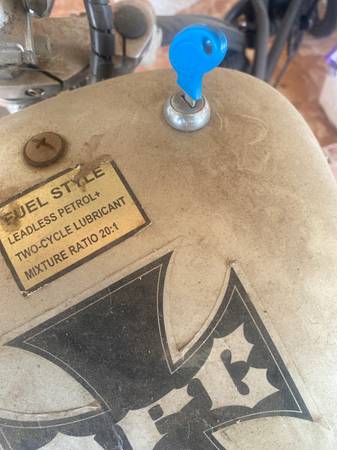 FUEL STYLE
LEADLESS PETROL+
TWO-CYCLE LUBRICANT
MIXTURE RATIO 20:1